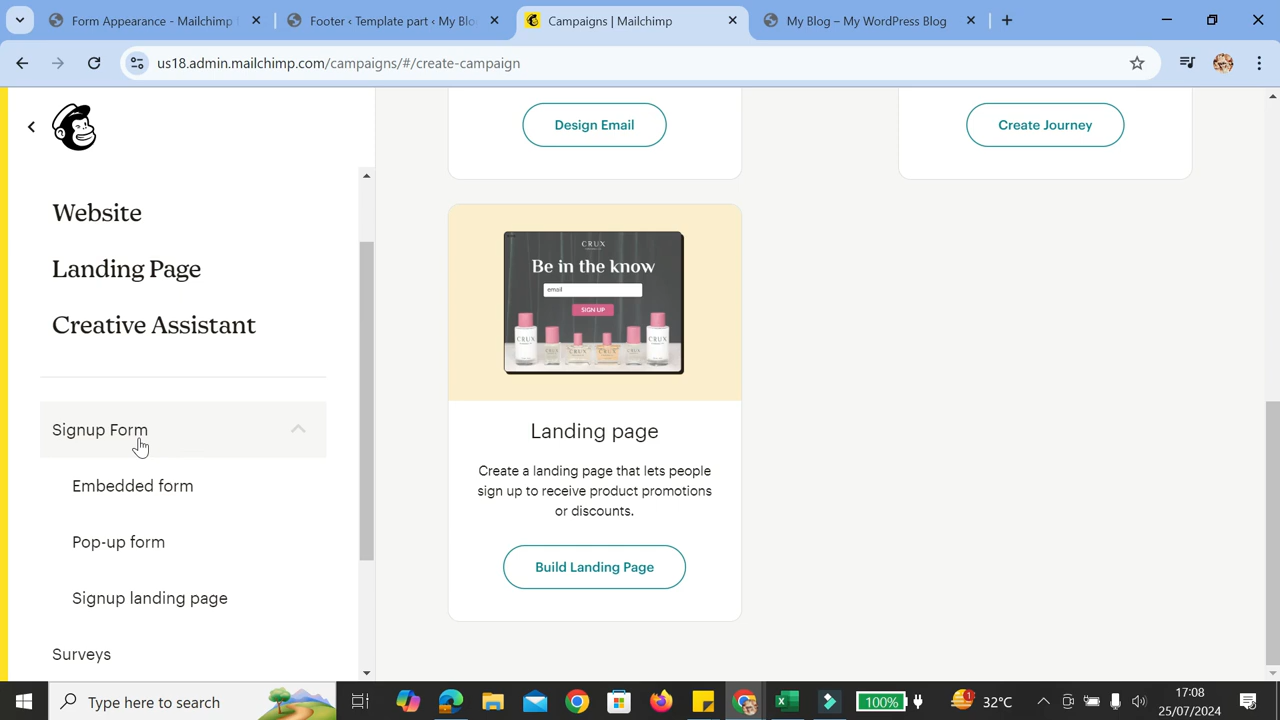 Form Appearance - Mailchimp
Footer ‹ Template part ‹ My Blo
Campaigns | Mailchimp
My Blog – My WordPress Blog
us18.admin.mailchimp.com/campaigns/#/create-campaign
Website
Landing Page
Creative Assistant
Signup Form
Embedded form
Pop-up form
Signup landing page
Surveys
Design Email
Create Journey
CRUX
Be in the know
email
SIGN UP
CRUX
CRUX
CRUX
Landing page
Create a landing page that lets people
sign up to receive product promotions
or discounts.
Build Landing Page
Type here to search
100%
1
32°C
17:08
25/07/2024